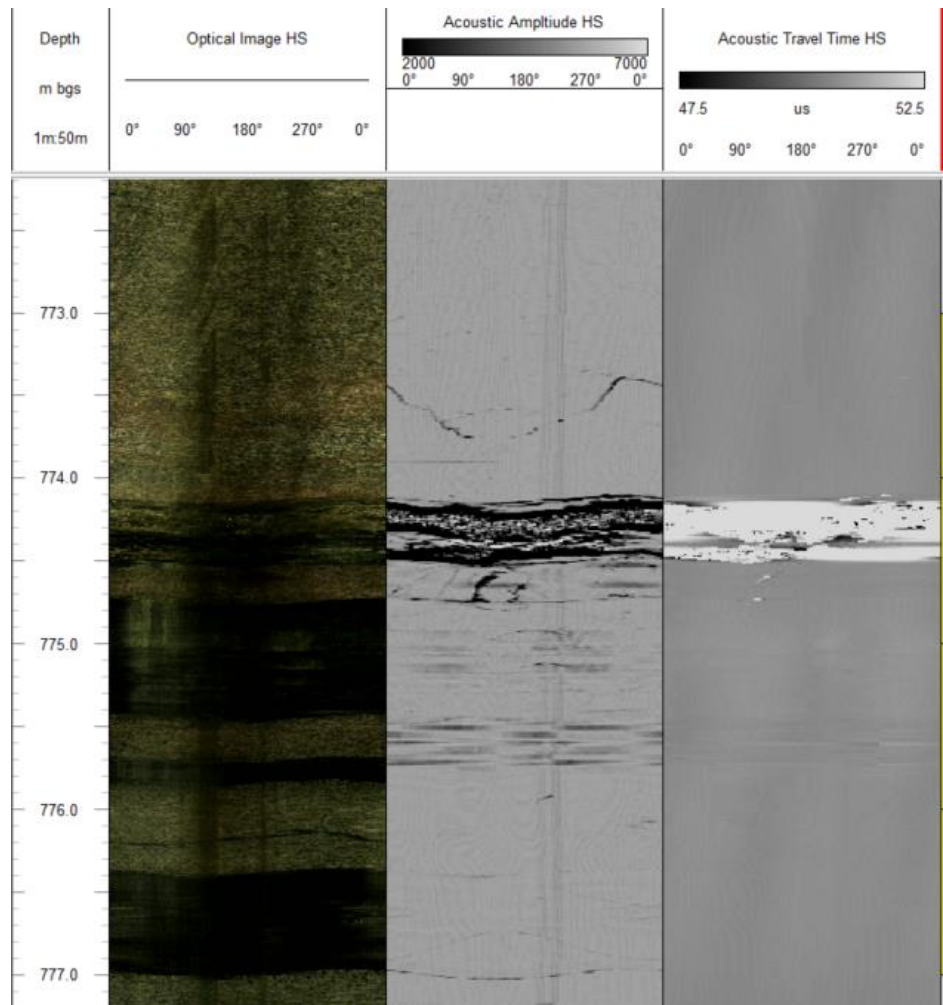 Depth
m bgs
1m:50m
Optical Image HS
0° 90° 180° 270° 0°
Acoustic Ampltiude HS
2000 7000
0° 90° 180° 270° 0°
Acoustic Travel Time HS
47.5 us 52.5
0° 90° 180° 270° 0°
773.0
774.0
775.0
776.0
777.0